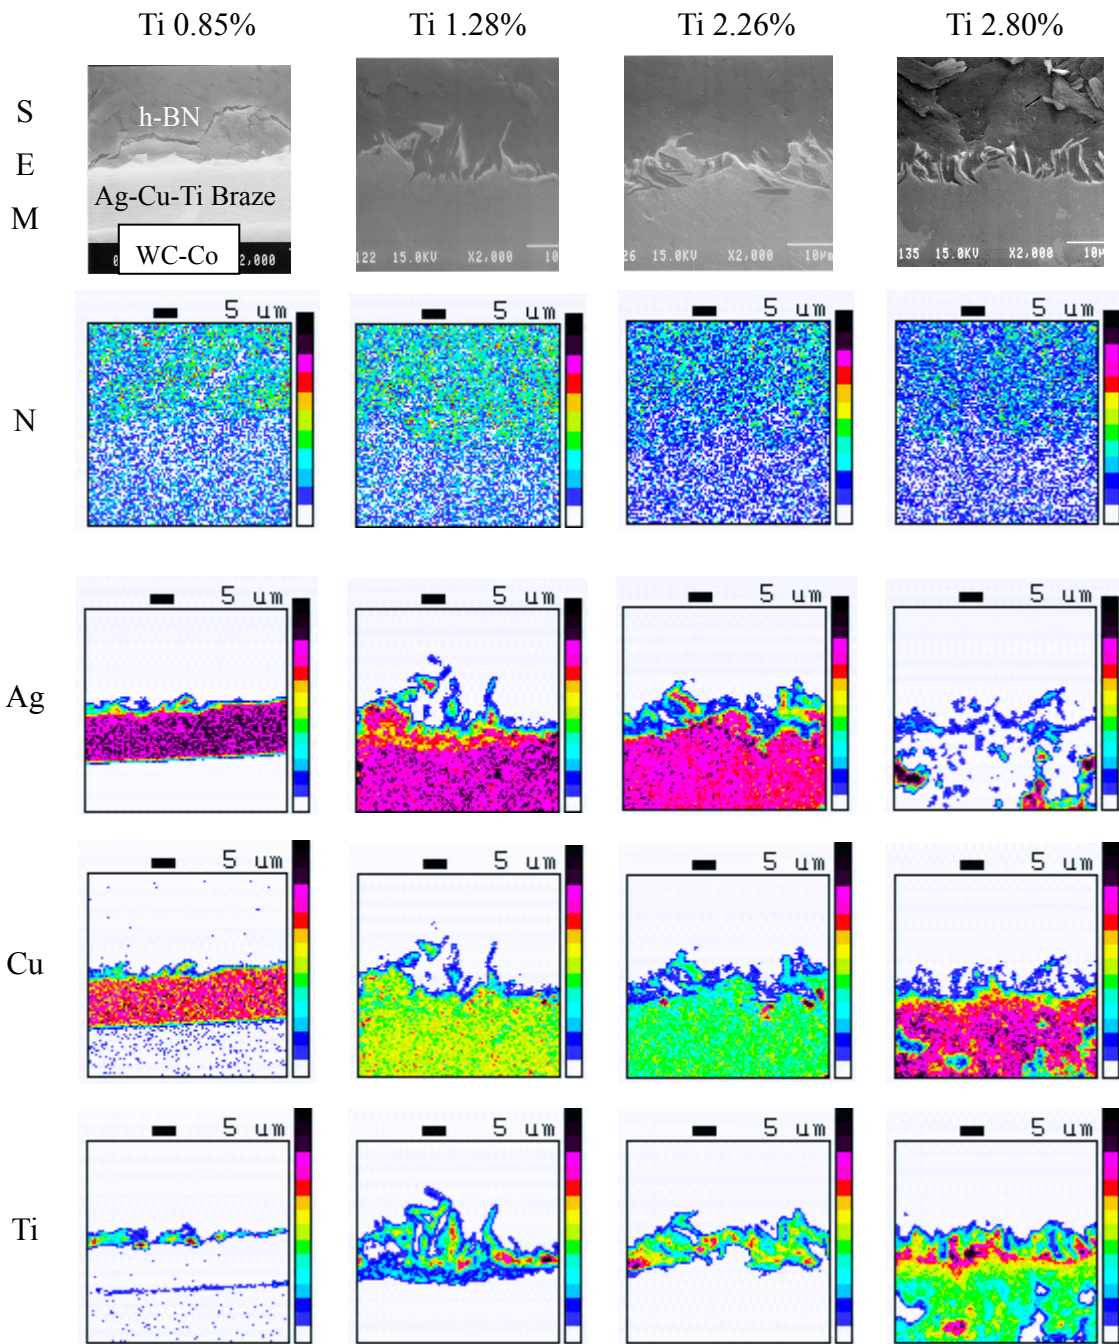 Ti 0.85% Ti 1.28% Ti 2.26% Ti 2.80%
S
E
M
h-BN
Ag-Cu-Ti Braze
WC-Co
0 2,000
122 15.0KV X2,000 10
26 15.0KV X2,000 10μm
135 15.0KV X2,000 10μ
N
5 um 5 um 5 um 5 um
Ag
5 um 5 um 5 um 5 um
Cu
5 um 5 um 5 um 5 um
Ti
5 um 5 um 5 um 5 um